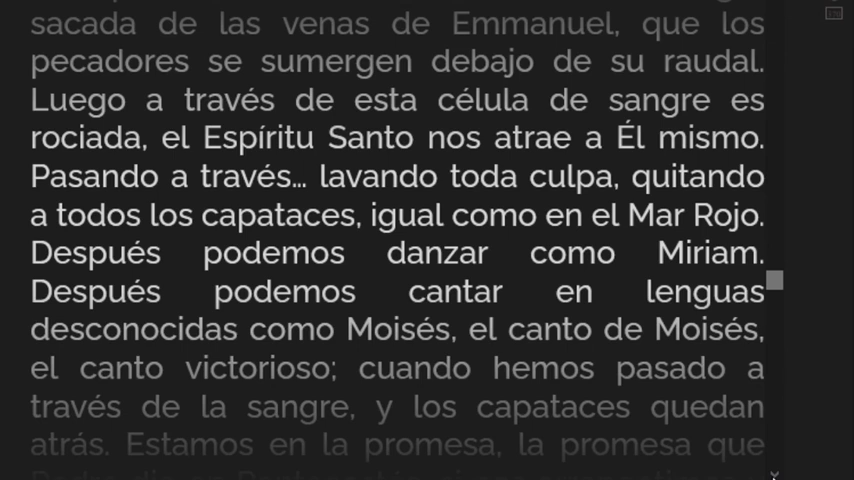 sacada de las venas de Emmanuel, que los
pecadores se sumergen debajo de su raudal.
Luego a través de esta célula de sangre es
rociada, el Espíritu Santo nos atrae a Él mismo.
Pasando a través… lavando toda culpa, quitando
a todos los capataces, igual como en el Mar Rojo.
Después podemos danzar como Miriam.
Después podemos cantar en lenguas
desconocidas como Moisés, el canto de Moisés,
el canto victorioso; cuando hemos pasado a
través de la sangre, y los capataces quedan
atrás. Estamos en la promesa, la promesa que